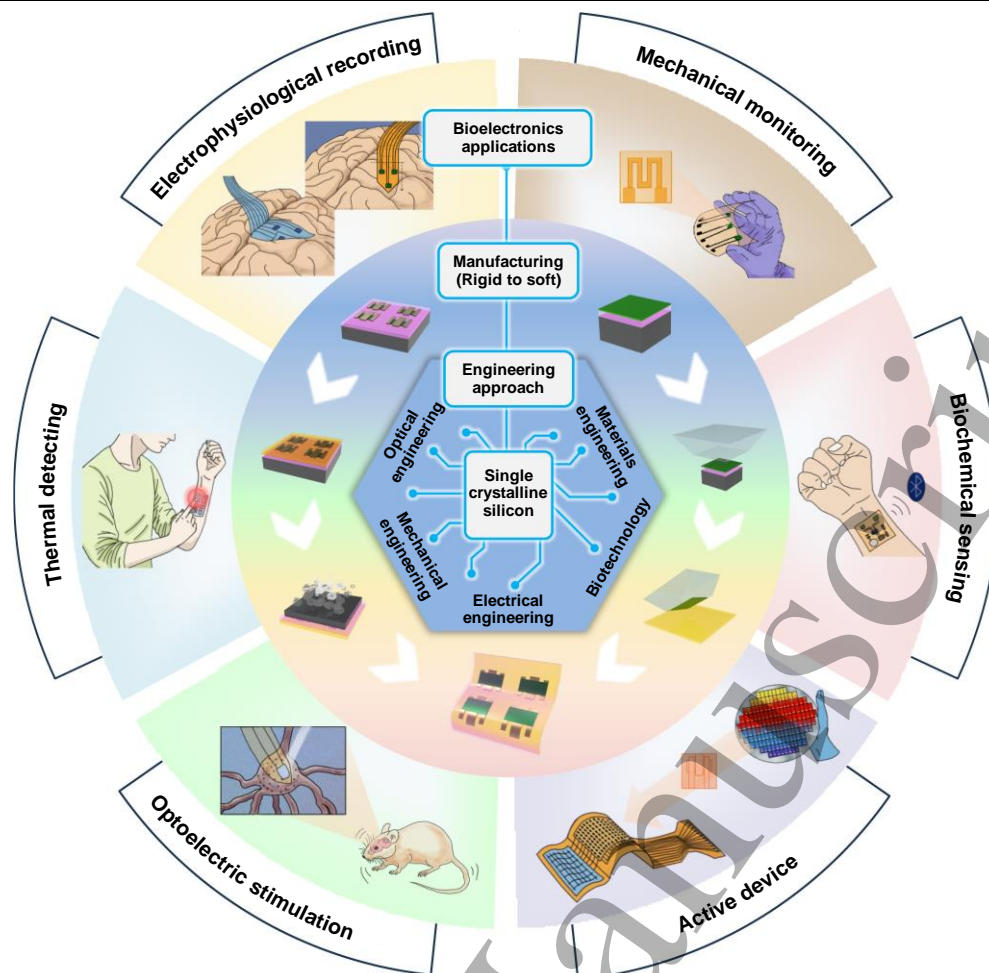 Electrophysiological recording
Mechanical monitoring
Bioelectronics
applications
Manufacturing
(Rigid to soft)
Engineering
approach
Optical
engineering
Materials
engineering
Single
crystalline
silicon
Mechanical
engineering
Biotechnology
Electrical
engineering
Thermal detecting
Biochemical sensing
Optoelectric stimulation
Active device